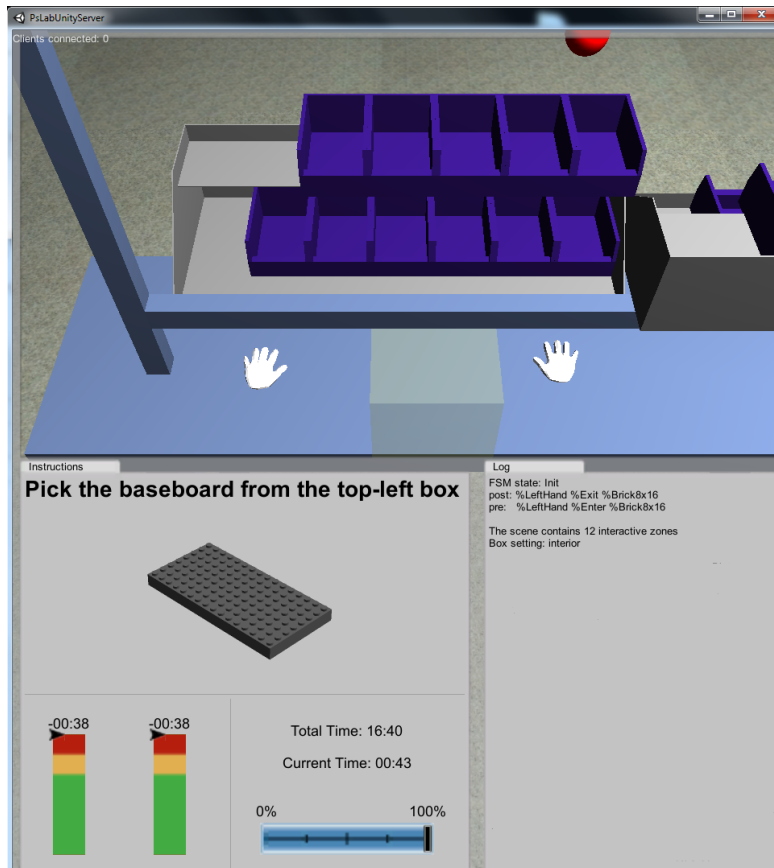 PsLabUnityServer
Clients connected: 0
Instructions
Pick the baseboard from the top-left box
-00:38
-00:38
Total Time: 16:40
Current Time: 00:43
0%
100%
Log
FSM state: Init
post: %LeftHand %Exit %Brick8x16
pre: %LeftHand %Enter %Brick8x16
The scene contains 12 interactive zones
Box setting: interior